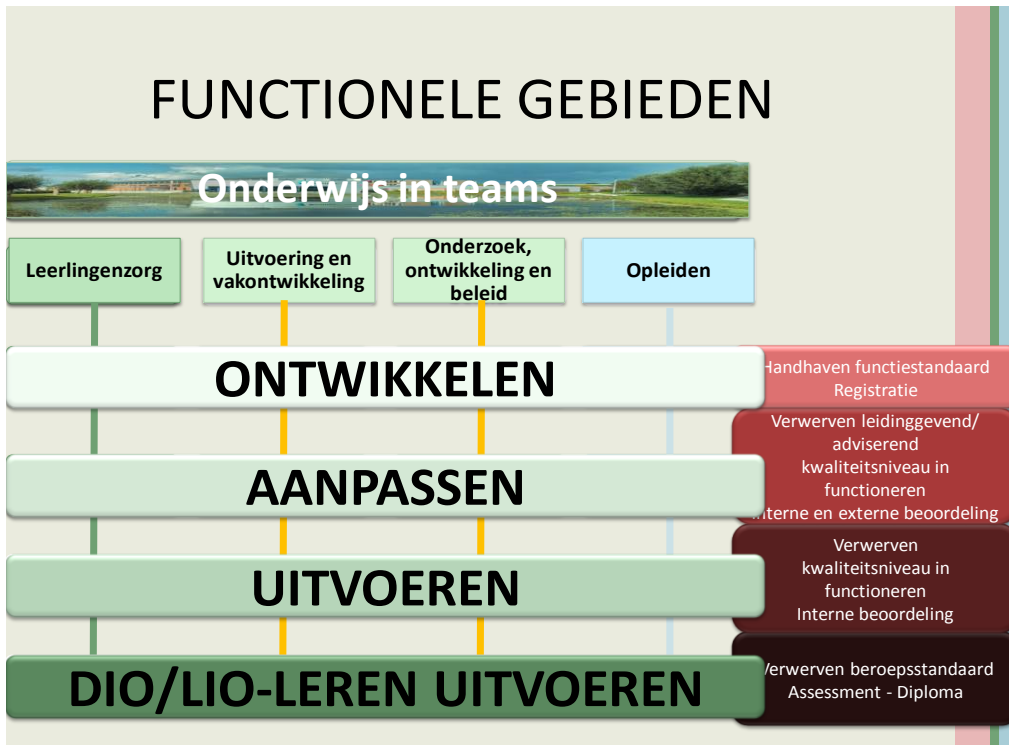 FUNCTIONELE GEBIEDEN
Onderwijs in teams
Leerlingenzorg
Uitvoering en
vakontwikkeling
Onderzoek,
ontwikkeling en
beleid
Opleiden
ONTWIKKELEN
Handhaven functiestandaard
Registratie
AANPASSEN
Verwerven leidinggevend/
adviserend
kwaliteitsniveau in
functioneren
Interne en externe beoordeling
UITVOEREN
Verwerven
kwaliteitsniveau in
functioneren
Interne beoordeling
DIO/LIO-LEREN UITVOEREN
Verwerven beroepsstandaard
Assessment - Diploma